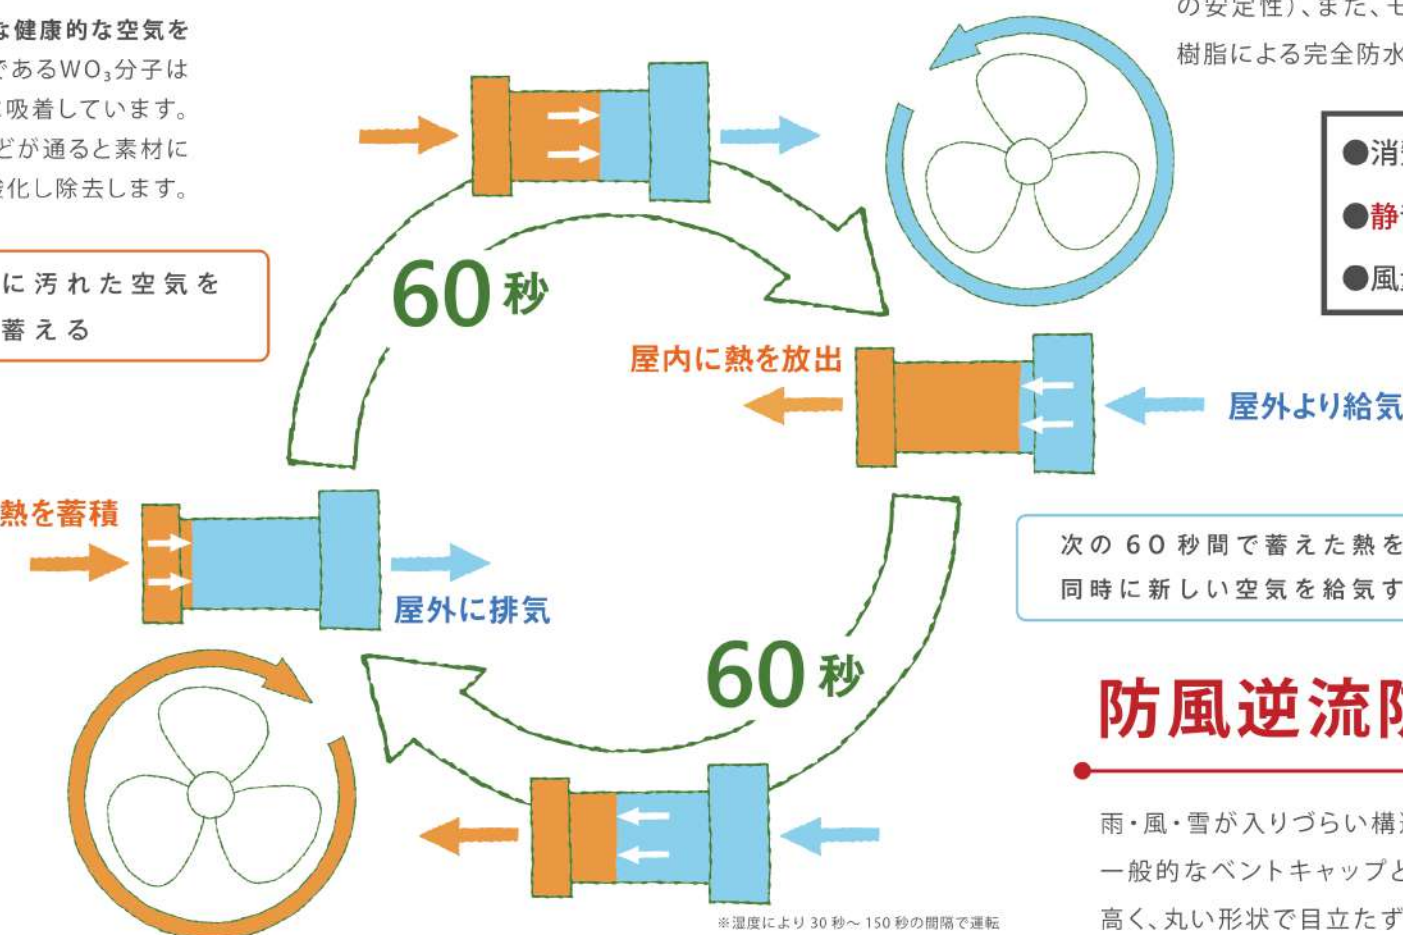 な健康的な空気を
であるWO₃分子は
吸着しています。
どが通ると素材に
化し除去します。
に汚れた空気を
蓄える
の安定性）、また、モ
樹脂による完全防水
●消
●静
●風
60秒
屋内に熱を放出
屋外より給気
熱を蓄積
屋外に排気
次の60秒間で蓄えた熱を
同時に新しい空気を給気す
60秒
防風逆流防
雨・風・雪が入りづらい構造
一般的なベントキャップと
高く、丸い形状で目立たず
※湿度により30秒～150秒の間隔で運転